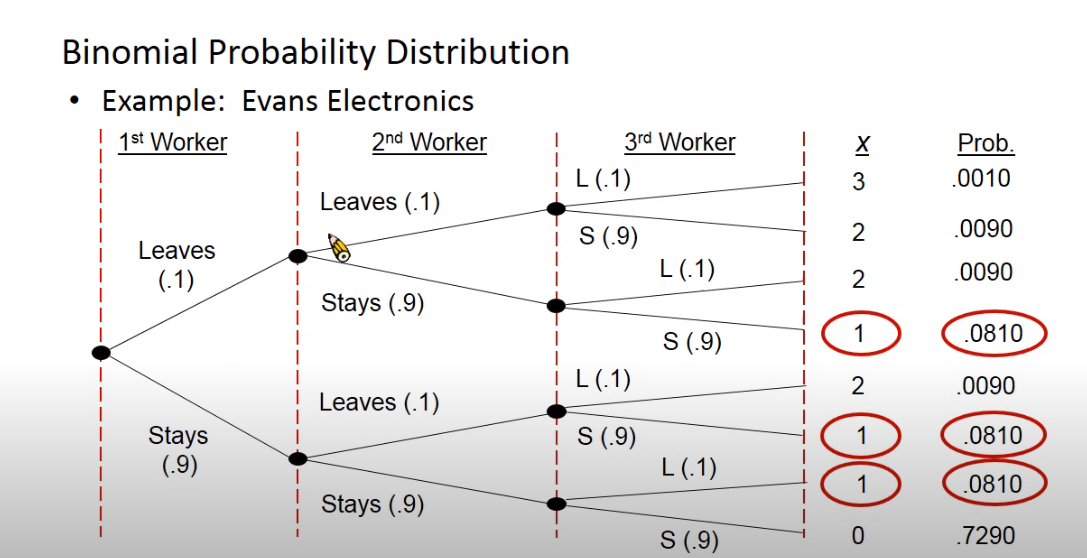 Binomial Probability Distribution
• Example: Evans Electronics
1st Worker 2nd Worker 3rd Worker x Prob.
L (.1) 3 .0010
Leaves (.1)
S (.9) 2 .0090
Leaves
(.1)
L (.1) 2 .0090
Stays (.9)
S (.9) 1 .0810
L (.1) 2 .0090
Leaves (.1)
Stays
(.9)
S (.9) 1 .0810
L (.1) 1 .0810
Stays (.9)
S (.9) 0 .7290